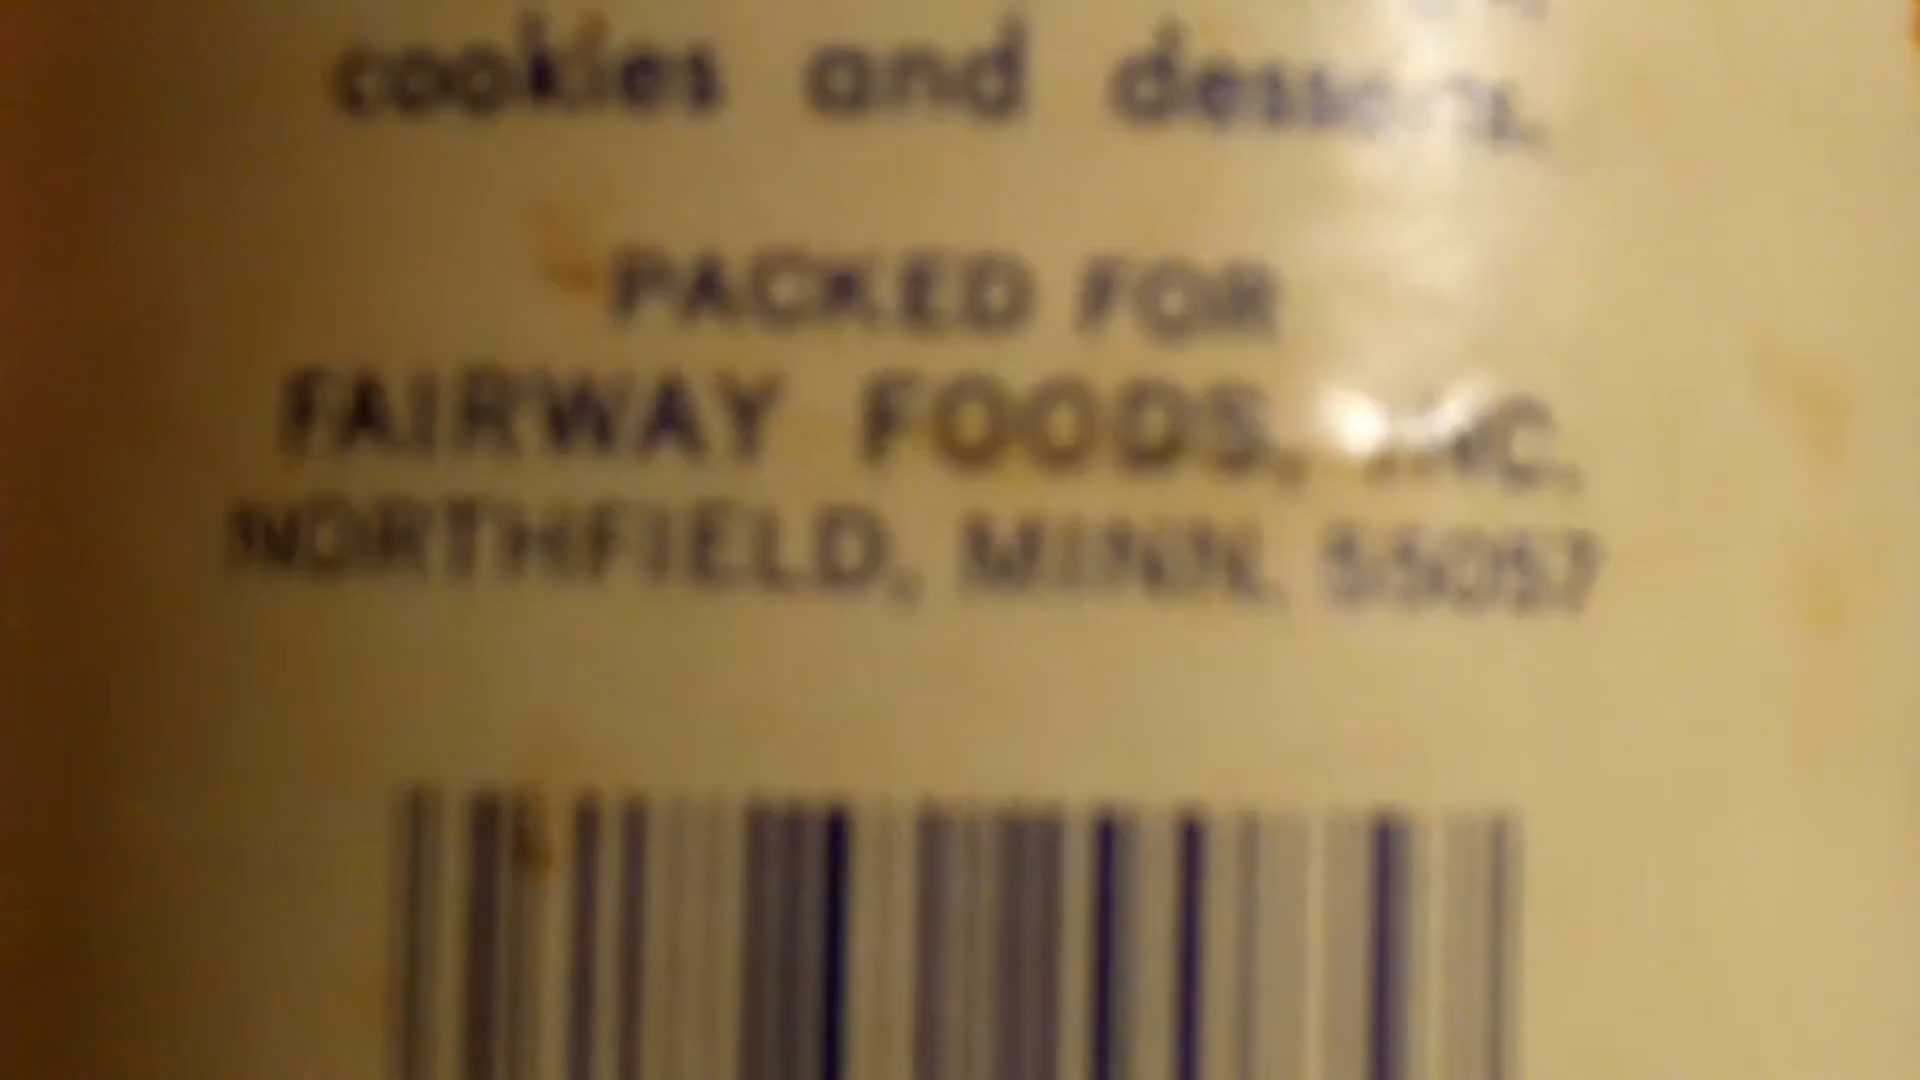 cookies and desserts.
PACKED FOR
FAIRWAY FOODS, INC.
NORTHFIELD, MINN. 55057